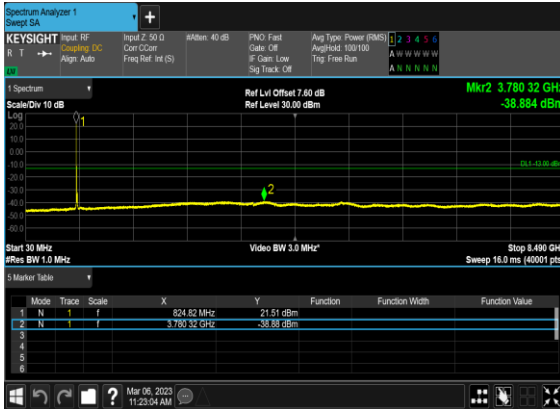 Spectrum Analyzer 1
Swept SA
+
KEYSIGHT Input: RF Input Z: 50 Ω #Atten: 40 dB PNO: Fast Avg Type: Power (RMS) 1 2 3 4 5 6
R T Coupling: DC Corr CCorr Gate: Off Avg|Hold: 100/100 A W W W W W
Align: Auto Freq Ref: Int (S) IF Gain: Low Trig: Free Run
Sig Track: Off A N N N N N
1 Spectrum
Scale/Div 10 dB
Ref Lvl Offset 7.60 dB
Ref Level 30.00 dBm
Mkr2 3.780 32 GHz
-38.884 dBm
Log
20.0
10.0
0.00
-10.0
-20.0
-30.0
-40.0
-50.0
-60.0
1
2
DL1 -13.00 dBm
Start 30 MHz Video BW 3.0 MHz* Stop 8.490 GH
#Res BW 1.0 MHz Sweep 16.0 ms (40001 pts
5 Marker Table
Mode Trace Scale X Y Function Function Width Function Value
1 N 1 f 824.82 MHz 21.51 dBm
2 N 1 f 3.780 32 GHz -38.88 dBm
3
4
5
6
? Mar 06, 2023
11:23:04 AM